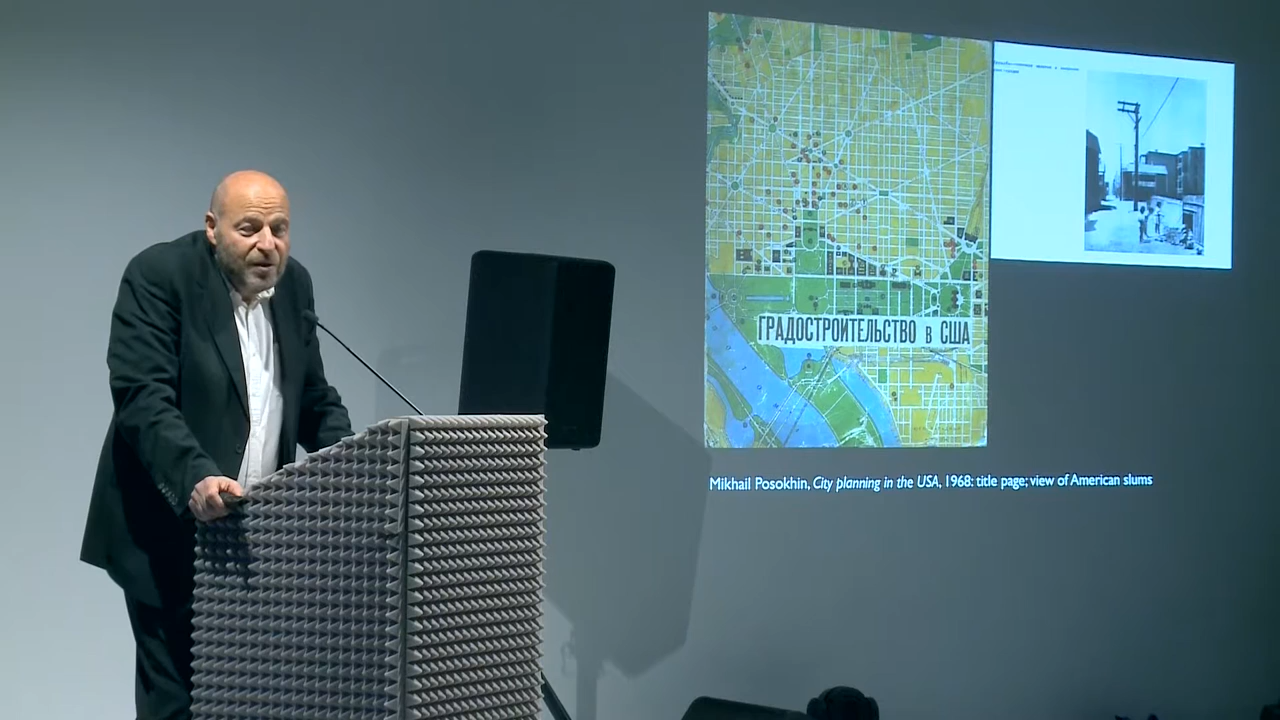 ГРАДОСТРОИТЕЛЬСТВО в США
Mikhail Posokhin, City planning in the USA, 1968: title page; view of American slums